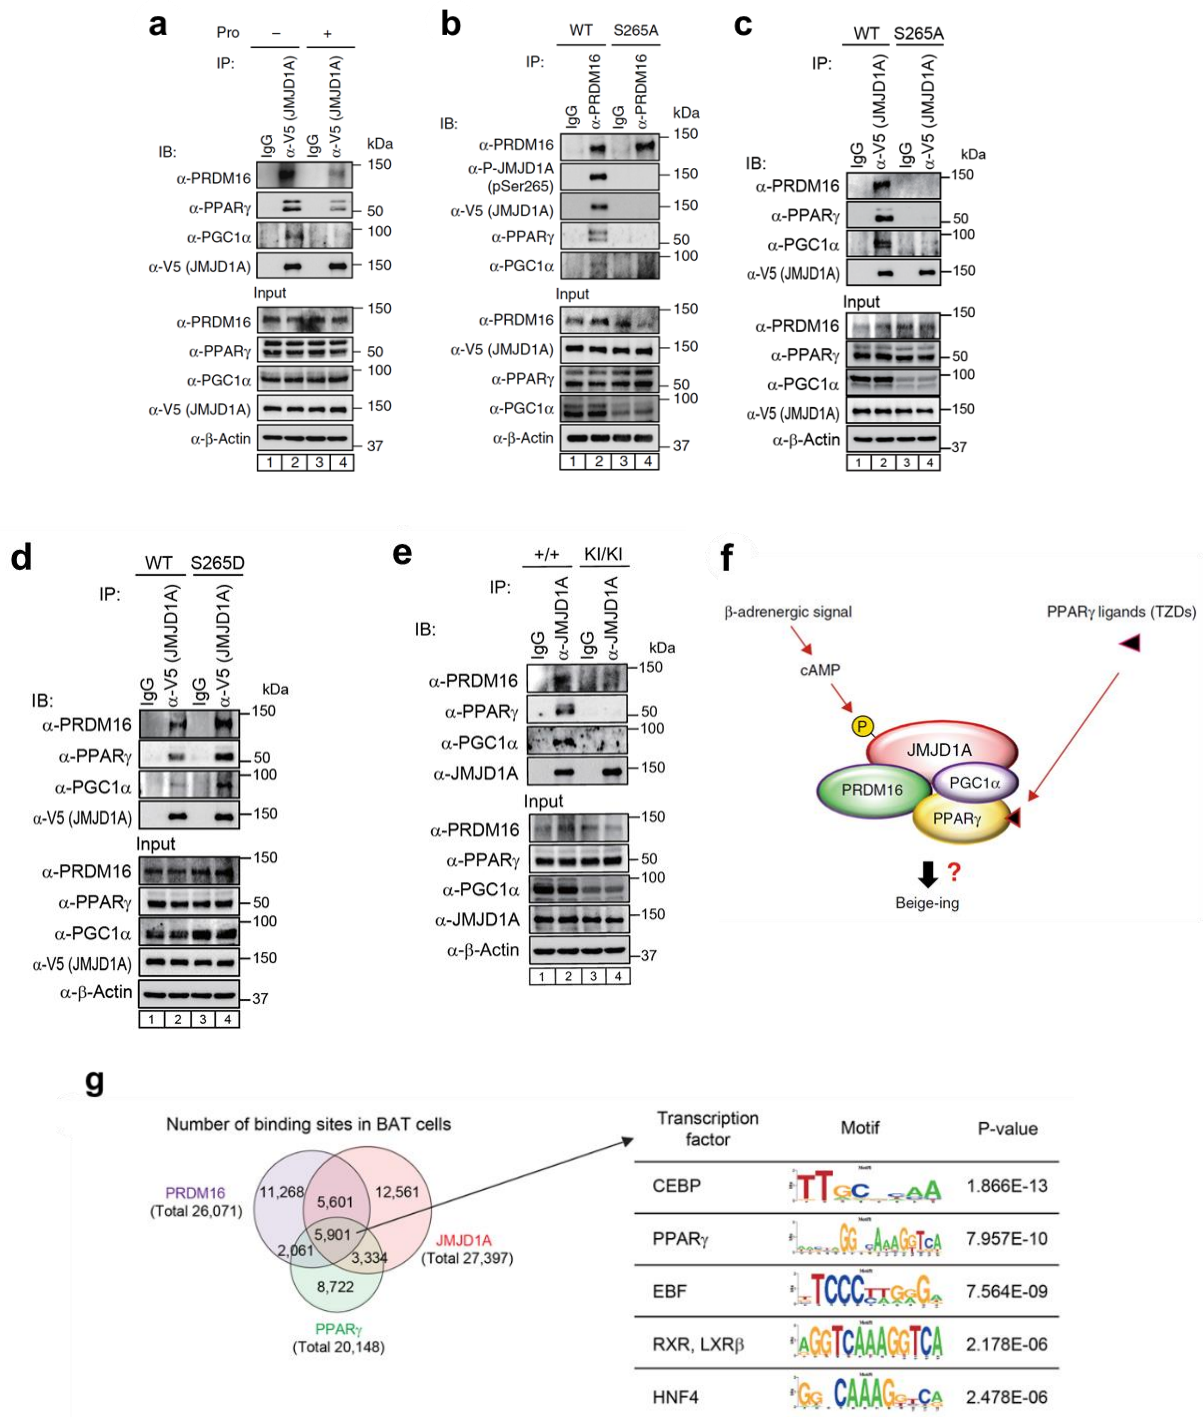 a
Pro − +
IP:
IgG
α-V5 (JMJD1A)
IgG
α-V5 (JMJD1A)
IB:
kDa
α-PRDM16 150
α-PPARγ 50
α-PGC1α 100
α-V5 (JMJD1A) 150
Input
α-PRDM16 150
α-PPARγ 50
α-PGC1α 100
α-V5 (JMJD1A) 150
α-β-Actin 37
1 2 3 4
b
WT S265A
IP:
IgG
α-PRDM16
IgG
α-PRDM16
IB:
kDa
α-PRDM16 150
α-P-JMJD1A
(pSer265) 150
α-V5 (JMJD1A) 150
α-PPARγ 50
α-PGC1α 100
Input
α-PRDM16 150
α-V5 (JMJD1A) 150
α-PPARγ 50
α-PGC1α 100
α-β-Actin 37
1 2 3 4
c
WT S265A
IP:
IgG
α-V5 (JMJD1A)
IgG
α-V5 (JMJD1A)
IB:
kDa
α-PRDM16 150
α-PPARγ 50
α-PGC1α 100
α-V5 (JMJD1A) 150
Input
α-PRDM16 150
α-PPARγ 50
α-PGC1α 100
α-V5 (JMJD1A) 150
α-β-Actin 37
1 2 3 4
d
WT S265D
IP:
IgG
α-V5 (JMJD1A)
IgG
α-V5 (JMJD1A)
IB:
kDa
α-PRDM16 150
α-PPARγ 50
α-PGC1α 100
α-V5 (JMJD1A) 150
Input
α-PRDM16 150
α-PPARγ 50
α-PGC1α 100
α-V5 (JMJD1A) 150
α-β-Actin 37
1 2 3 4
e
+/+ KI/KI
IP:
IgG
α-JMJD1A
IgG
α-JMJD1A
IB:
kDa
α-PRDM16 150
α-PPARγ 50
α-PGC1α 100
α-JMJD1A 150
Input
α-PRDM16 150
α-PPARγ 50
α-PGC1α 100
α-JMJD1A 150
α-β-Actin 37
1 2 3 4
f
β-adrenergic signal
PPARγ ligands (TZDs)
cAMP
P
JMJD1A
PRDM16
PGC1α
PPARγ
?
Beige-ing
g
Number of binding sites in BAT cells
PRDM16
(Total 26,071)
11,268
5,601
12,561
5,901
2,061
3,334
8,722
JMJD1A
(Total 27,397)
PPARγ
(Total 20,148)
Transcription
factor
Motif
P-value
CEBP 1.866E-13
PPARγ 7.957E-10
EBF 7.564E-09
RXR, LXRβ AGGTCAAAGGTCA 2.178E-06
HNF4 2.478E-06